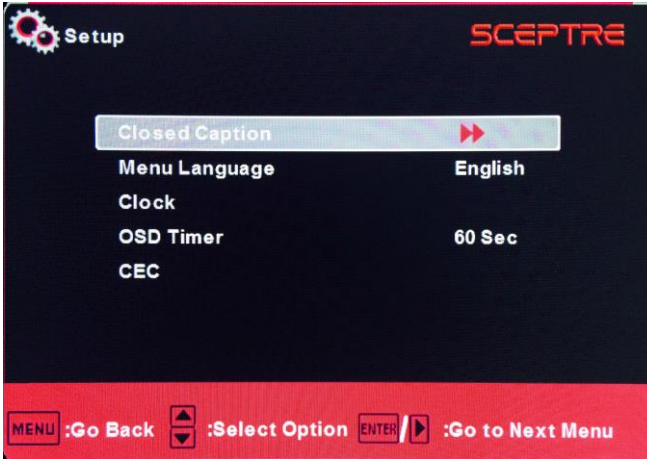 Setup
SCEPTRE
Closed Caption
Menu Language English
Clock
OSD Timer 60 Sec
CEC
MENU :Go Back :Select Option ENTER/ :Go to Next Menu